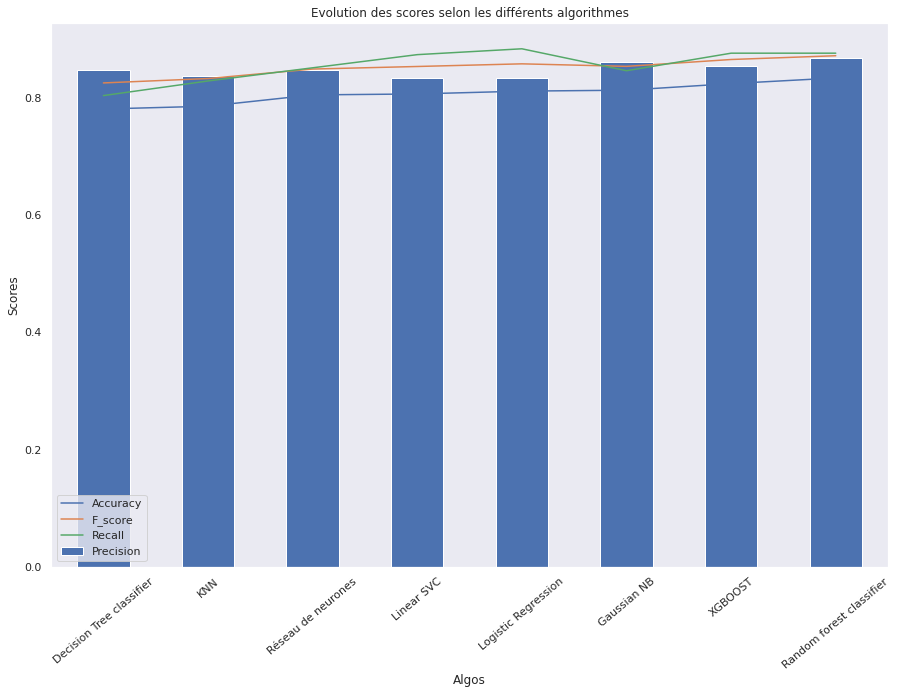 Evolution des scores selon les différents algorithmes
Scores
0.8
0.6
0.4
0.2
0.0
Accuracy
F_score
Recall
Precision
Decision Tree classifier
KNN
Réseau de neurones
Linear SVC
Logistic Regression
Gaussian NB
XGBOOST
Random forest classifier
Algos